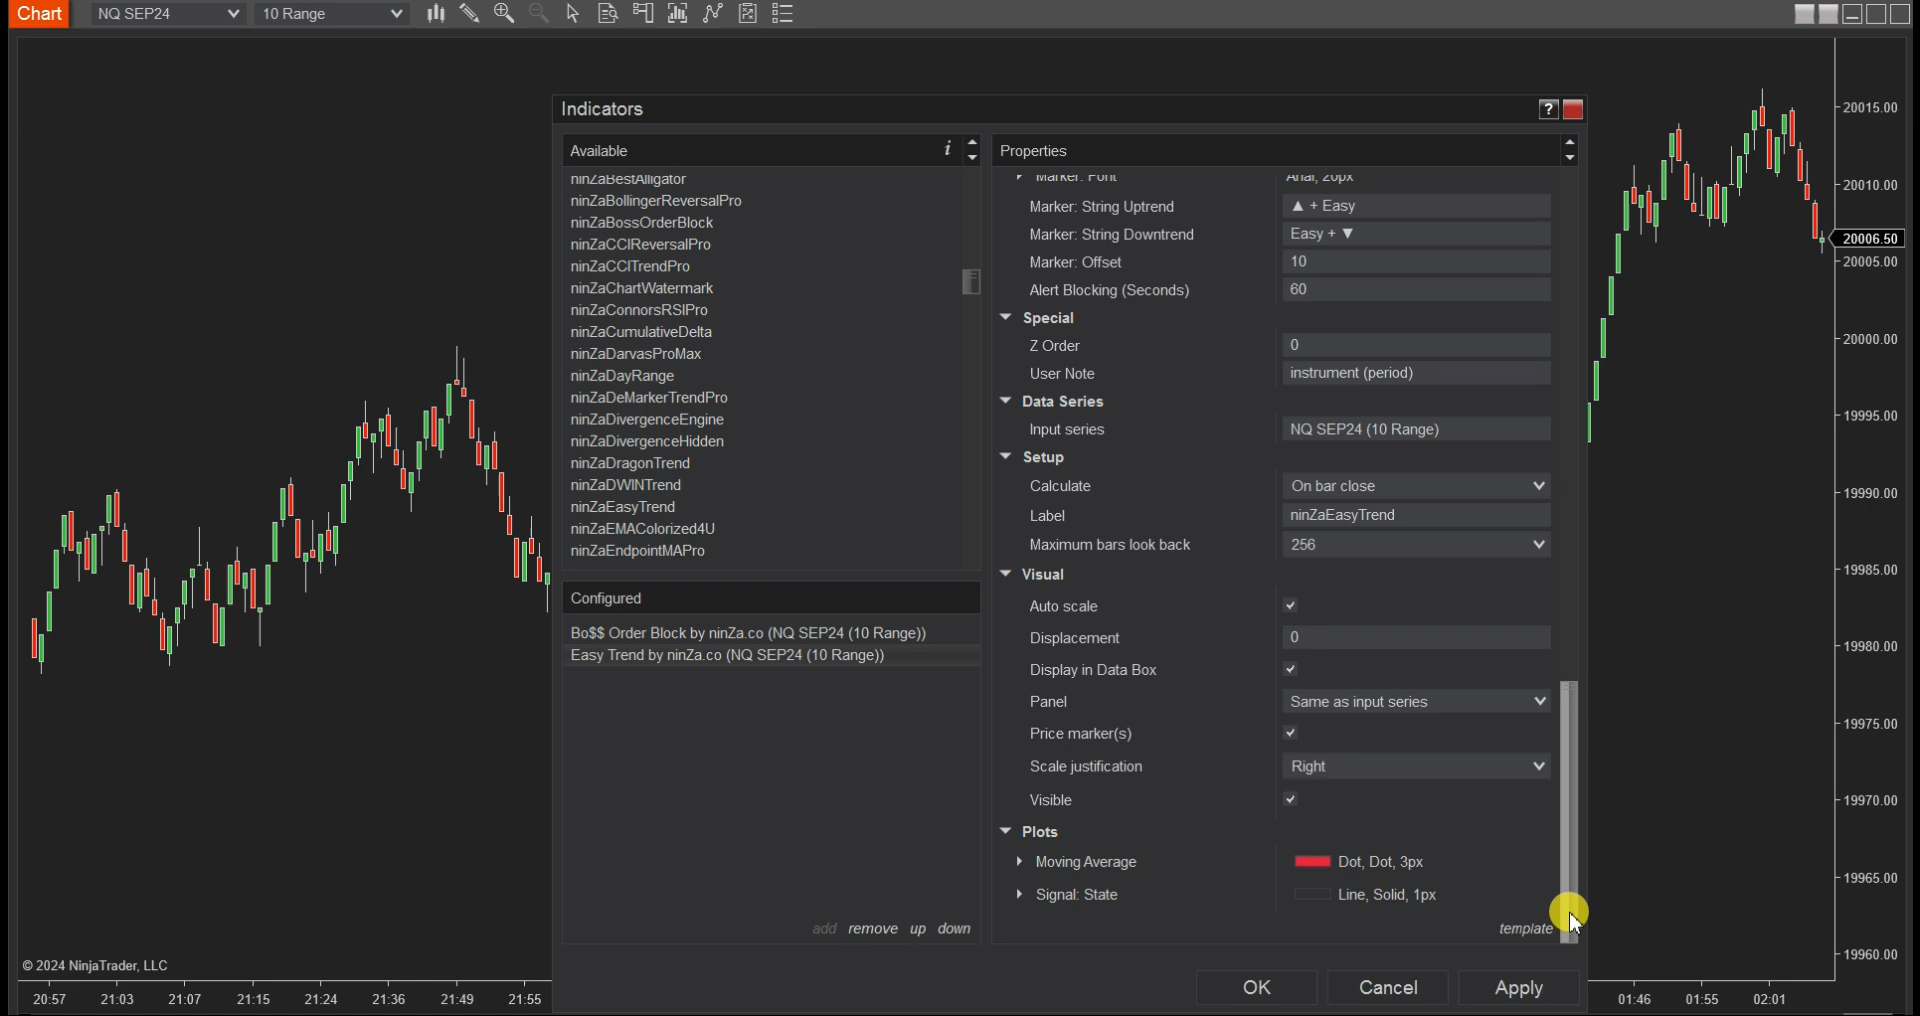 Chart NQ SEP24 10 Range
Indicators ?
Available i
ninZaBestAlligator
ninZaBollingerReversalPro
ninZaBossOrderBlock
ninZaCCIReversalPro
ninZaCCITrendPro
ninZaChartWatermark
ninZaConnorsRSIPro
ninZaCumulativeDelta
ninZaDarvasProMax
ninZaDayRange
ninZaDeMarkerTrendPro
ninZaDivergenceEngine
ninZaDivergenceHidden
ninZaDragonTrend
ninZaDWINTrend
ninZaEasyTrend
ninZaEMAColorized4U
ninZaEndpointMAPro
Configured
Bo$$ Order Block by ninZa.co (NQ SEP24 (10 Range))
Easy Trend by ninZa.co (NQ SEP24 (10 Range))
add remove up down
Properties
Marker: Font Arial, 20px
Marker: String Uptrend ▲ + Easy
Marker: String Downtrend Easy + ▼
Marker: Offset 10
Alert Blocking (Seconds) 60
Special
Z Order 0
User Note instrument (period)
Data Series
Input series NQ SEP24 (10 Range)
Setup
Calculate On bar close
Label ninZaEasyTrend
Maximum bars look back 256
Visual
Auto scale
Displacement 0
Display in Data Box
Panel Same as input series
Price marker(s)
Scale justification Right
Visible
Plots
Moving Average Dot, Dot, 3px
Signal: State Line, Solid, 1px
template
OK Cancel Apply
20015.00
20010.00
20006.50
20005.00
20000.00
19995.00
19990.00
19985.00
19980.00
19975.00
19970.00
19965.00
19960.00
© 2024 NinjaTrader, LLC
20:57 21:03 21:07 21:15 21:24 21:36 21:49 21:55 01:46 01:55 02:01